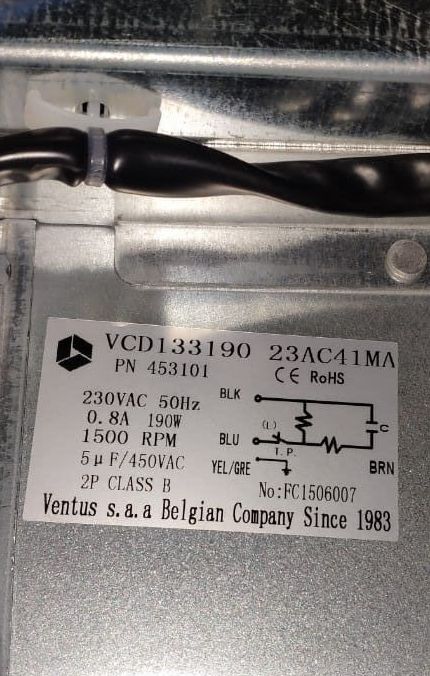 VCD133190 23AC41MA
PN 453101
CE RoHS
230VAC 50Hz
0.8A 190W
1500 RPM
5μF/450VAC
2P CLASS B
BLK
C
(L)
BLU
T.P.
YEL/GRE
BRN
No:FC1506007
Ventus s.a.a Belgian Company Since 1983